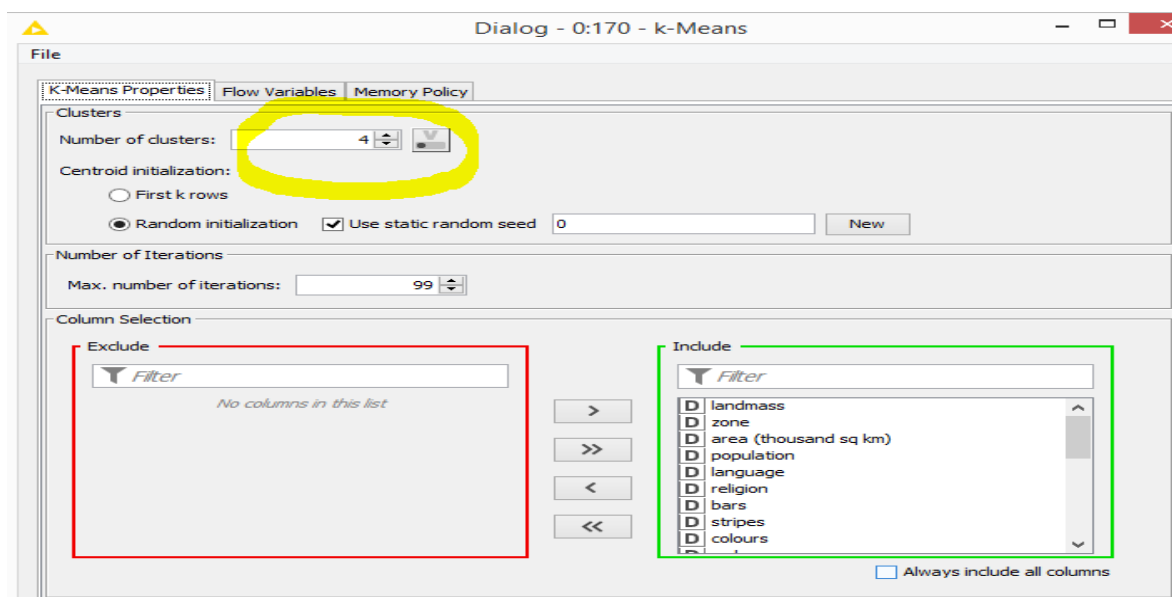 Dialog - 0:170 - k-Means
File
K-Means Properties Flow Variables Memory Policy
Clusters
Number of clusters: 4
Centroid initialization:
First k rows
Random initialization Use static random seed 0 New
Number of Iterations
Max. number of iterations: 99
Column Selection
Exclude Include
Filter Filter
No columns in this list
D landmass
D zone
> D area (thousand sq km)
D population
>> D language
D religion
< D bars
D stripes
<< D colours
Always include all columns